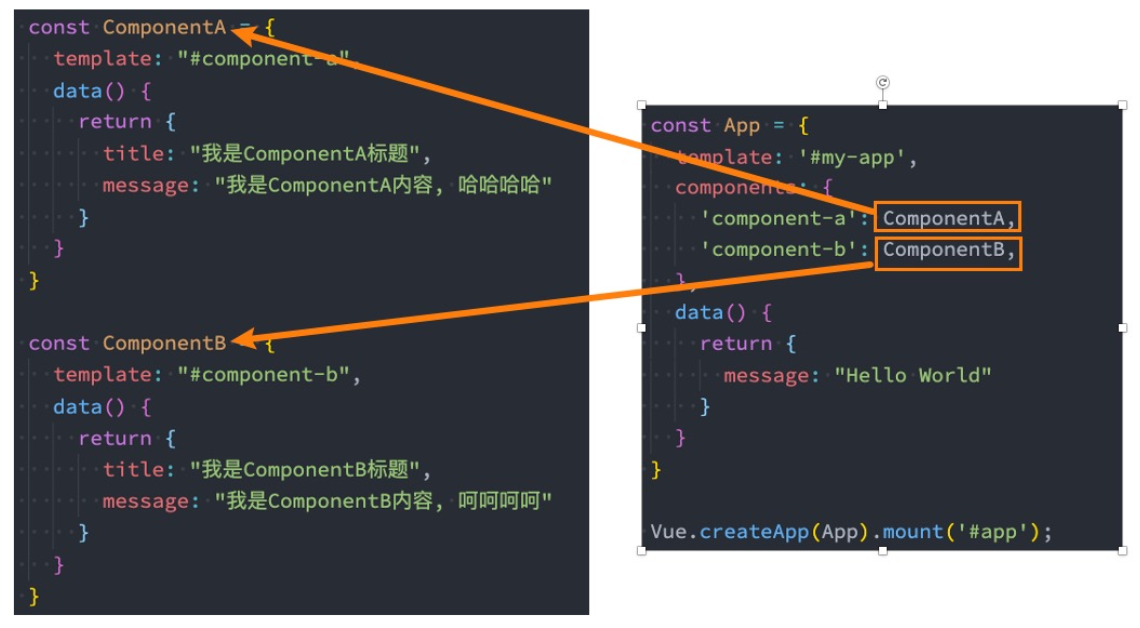 const ComponentA = {
template: "#component-a",
data() {
return {
title: "我是ComponentA标题",
message: "我是ComponentA内容, 哈哈哈哈"
}
}
}
const ComponentB = {
template: "#component-b",
data() {
return {
title: "我是ComponentB标题",
message: "我是ComponentB内容, 呵呵呵呵"
}
}
}
const App = {
template: '#my-app',
components: {
'component-a': ComponentA,
'component-b': ComponentB,
},
data() {
return {
message: "Hello World"
}
}
}
Vue.createApp(App).mount('#app');